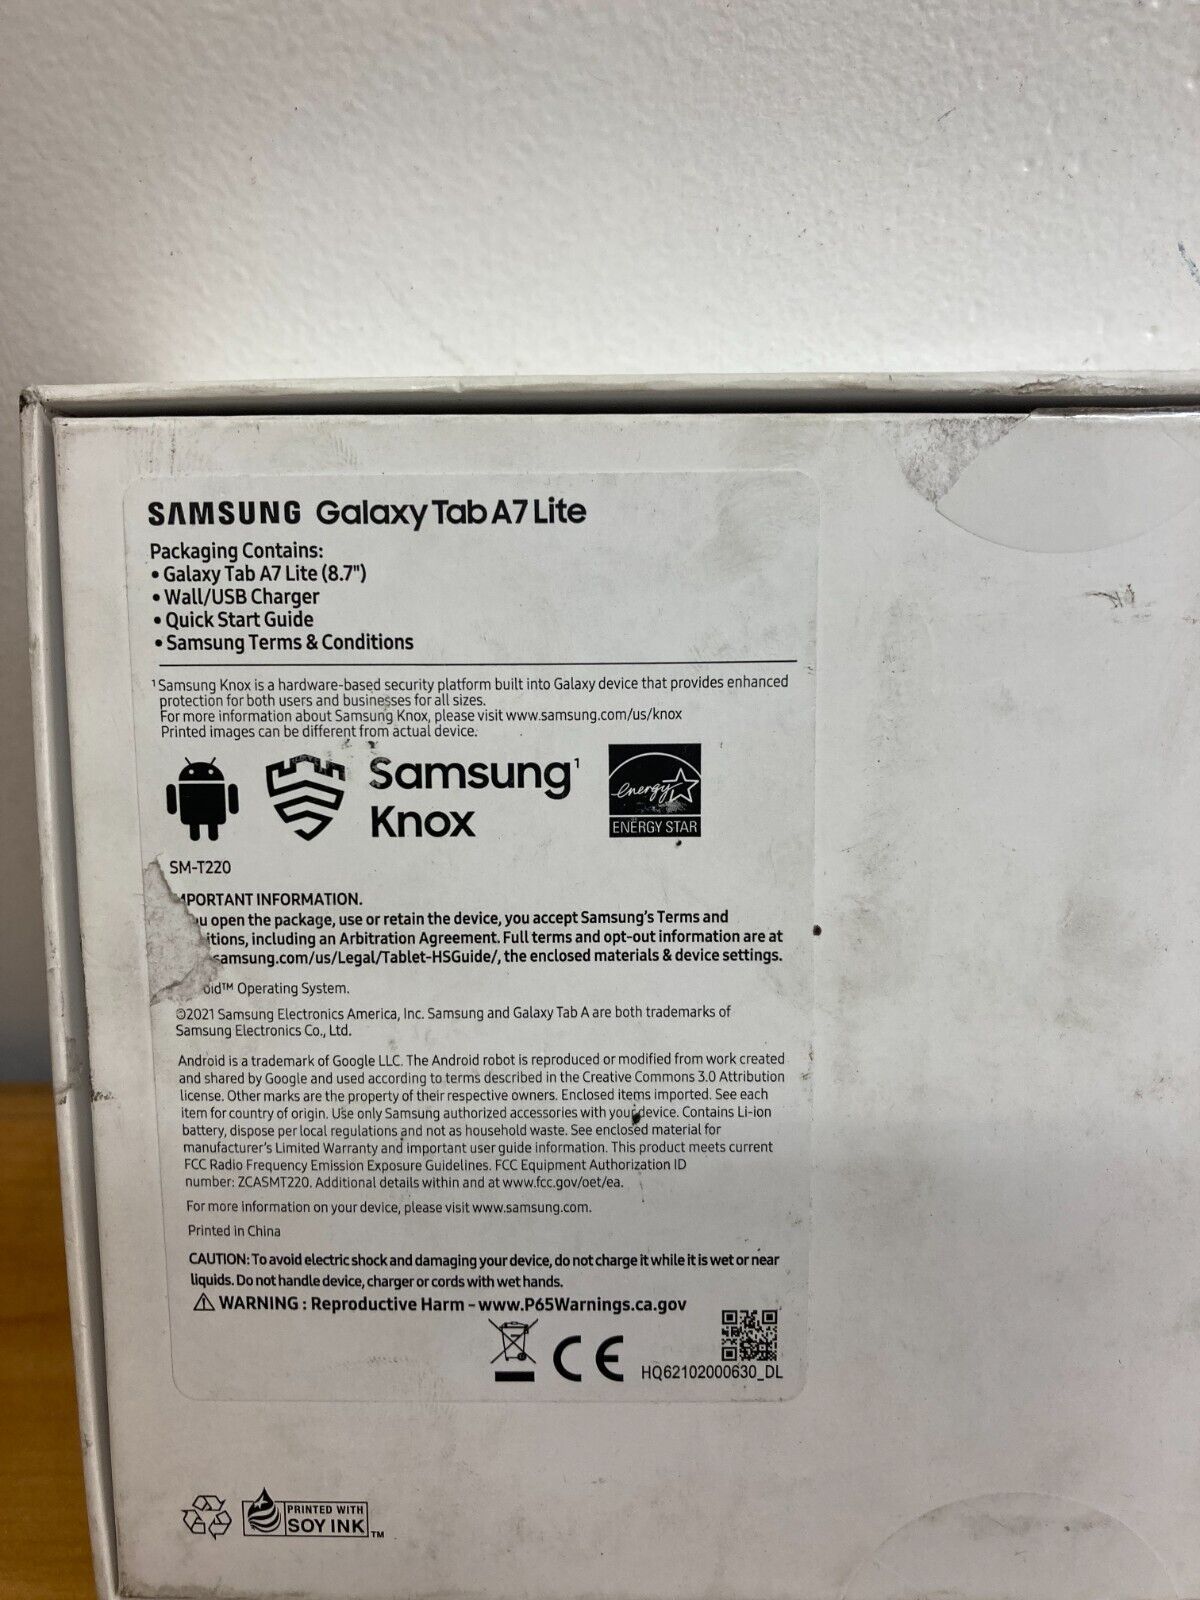 SAMSUNG Galaxy Tab A7 Lite
Packaging Contains:
• Galaxy Tab A7 Lite (8.7")
• Wall/USB Charger
• Quick Start Guide
• Samsung Terms & Conditions
¹Samsung Knox is a hardware-based security platform built into Galaxy device that provides enhanced
protection for both users and businesses for all sizes.
For more information about Samsung Knox, please visit www.samsung.com/us/knox
Printed images can be different from actual device.
Samsung¹
Knox
energy
ENERGY STAR
SM-T220
MPORTANT INFORMATION.
u open the package, use or retain the device, you accept Samsung's Terms and
itions, including an Arbitration Agreement. Full terms and opt-out information are at
samsung.com/us/Legal/Tablet-HSGuide/, the enclosed materials & device settings.
oid™ Operating System.
©2021 Samsung Electronics America, Inc. Samsung and Galaxy Tab A are both trademarks of
Samsung Electronics Co., Ltd.
Android is a trademark of Google LLC. The Android robot is reproduced or modified from work created
and shared by Google and used according to terms described in the Creative Commons 3.0 Attribution
license. Other marks are the property of their respective owners. Enclosed items imported. See each
item for country of origin. Use only Samsung authorized accessories with your device. Contains Li-ion
battery, dispose per local regulations and not as household waste. See enclosed material for
manufacturer's Limited Warranty and important user guide information. This product meets current
FCC Radio Frequency Emission Exposure Guidelines. FCC Equipment Authorization ID
number: ZCASMT220. Additional details within and at www.fcc.gov/oet/ea.
For more information on your device, please visit www.samsung.com.
Printed in China
CAUTION: To avoid electric shock and damaging your device, do not charge it while it is wet or near
liquids. Do not handle device, charger or cords with wet hands.
⚠ WARNING : Reproductive Harm - www.P65Warnings.ca.gov
CE
HQ62102000630_DL
PRINTED WITH
SOY INK™